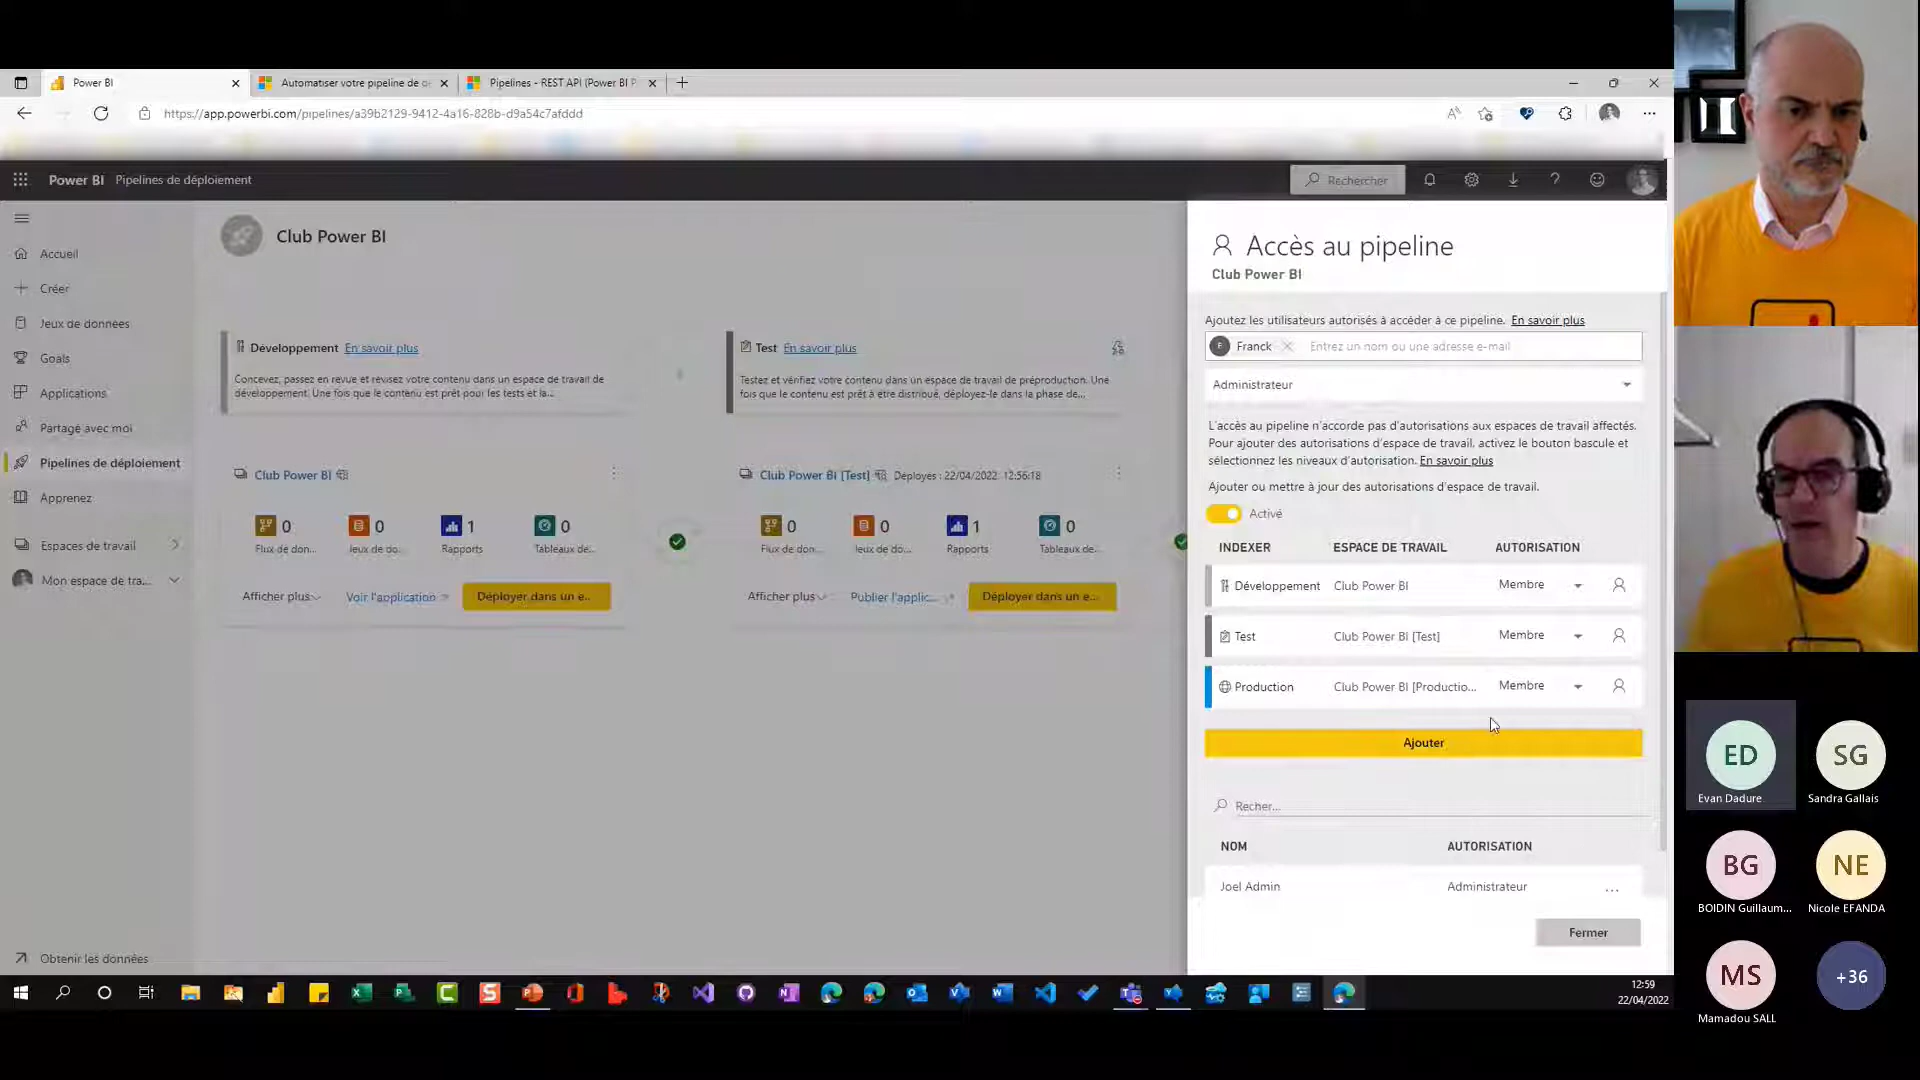 Power BI
Automatiser votre pipeline de
Pipelines - REST API (Power BI P
https://app.powerbi.com/pipelines/a39b2129-9412-4a16-828b-d9a54c7afddd
Power BI Pipelines de déploiement
Rechercher
Accueil
Créer
Jeux de données
Goals
Applications
Partagé avec moi
Pipelines de déploiement
Apprenez
Espaces de travail
Mon espace de tra...
Obtenir les données
Club Power BI
Développement En savoir plus
Concevez, passez en revue et révisez votre contenu dans un espace de travail de
développement. Une fois que le contenu est prêt pour les tests et la...
Club Power BI
0 0 1 0
Flux de don... Jeux de do... Rapports Tableaux de...
Afficher plus Voir l'application Déployer dans un e...
Test En savoir plus
Testez et vérifiez votre contenu dans un espace de travail de préproduction. Une
fois que le contenu est prêt à être distribué, déployez-le dans la phase de...
Club Power BI [Test] Déployés : 22/04/2022, 12:56:18
0 0 1 0
Flux de don... Jeux de do... Rapports Tableaux de...
Afficher plus Publier l'applic... Déployer dans un e...
Accès au pipeline
Club Power BI
Ajoutez les utilisateurs autorisés à accéder à ce pipeline. En savoir plus
F Franck Entrez un nom ou une adresse e-mail
Administrateur
L'accès au pipeline n'accorde pas d'autorisations aux espaces de travail affectés.
Pour ajouter des autorisations d'espace de travail, activez le bouton bascule et
sélectionnez les niveaux d'autorisation. En savoir plus
Ajouter ou mettre à jour des autorisations d'espace de travail.
Activé
INDEXER ESPACE DE TRAVAIL AUTORISATION
Développement Club Power BI Membre
Test Club Power BI [Test] Membre
Production Club Power BI [Productio... Membre
Ajouter
Recher...
NOM AUTORISATION
Joel Admin Administrateur ...
Fermer
12:59
22/04/2022
ED
Evan Dadure
SG
Sandra Gallais
BG
BOIDIN Guillaum...
NE
Nicole EFANDA
MS
Mamadou SALL
+36